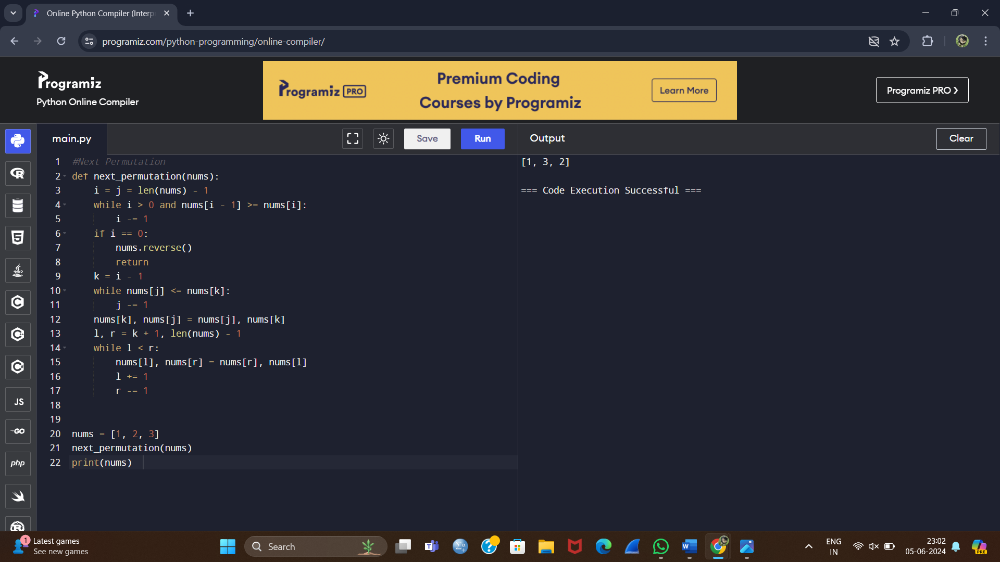 Online Python Compiler (Interp
programiz.com/python-programming/online-compiler/
Programiz
Python Online Compiler
Programiz PRO
Premium Coding
Courses by Programiz
Learn More
Programiz PRO ❯
main.py
Save
Run
Output
Clear
1 #Next Permutation
2 def next_permutation(nums):
3     i = j = len(nums) - 1
4     while i > 0 and nums[i - 1] >= nums[i]:
5         i -= 1
6     if i == 0:
7         nums.reverse()
8         return
9     k = i - 1
10     while nums[j] <= nums[k]:
11         j -= 1
12     nums[k], nums[j] = nums[j], nums[k]
13     l, r = k + 1, len(nums) - 1
14     while l < r:
15         nums[l], nums[r] = nums[r], nums[l]
16         l += 1
17         r -= 1
18
19
20 nums = [1, 2, 3]
21 next_permutation(nums)
22 print(nums)
[1, 3, 2]
=== Code Execution Successful ===
JS
GO
php
1
Latest games
See new games
Search
ENG
IN
23:02
05-06-2024
PRE